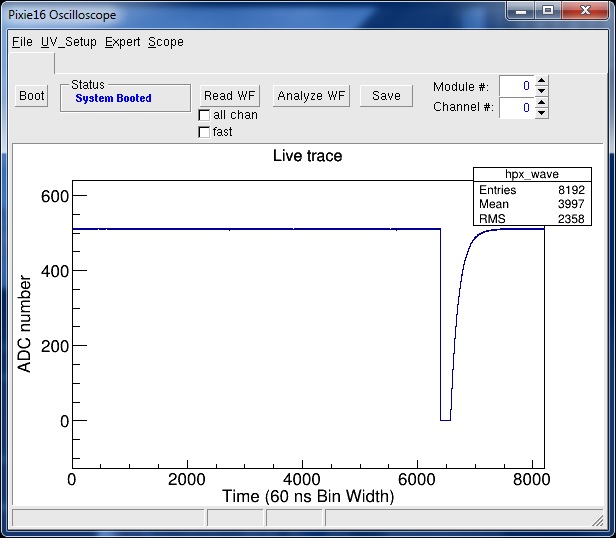 Pixie16 Oscilloscope
File UV_Setup Expert Scope
Boot
Status
System Booted
Read WF
Analyze WF
Save
all chan
fast
Module #: 0
Channel #: 0
Live trace
hpx_wave
Entries 8192
Mean 3997
RMS 2358
ADC number
600
400
200
0
0 2000 4000 6000 8000
Time (60 ns Bin Width)